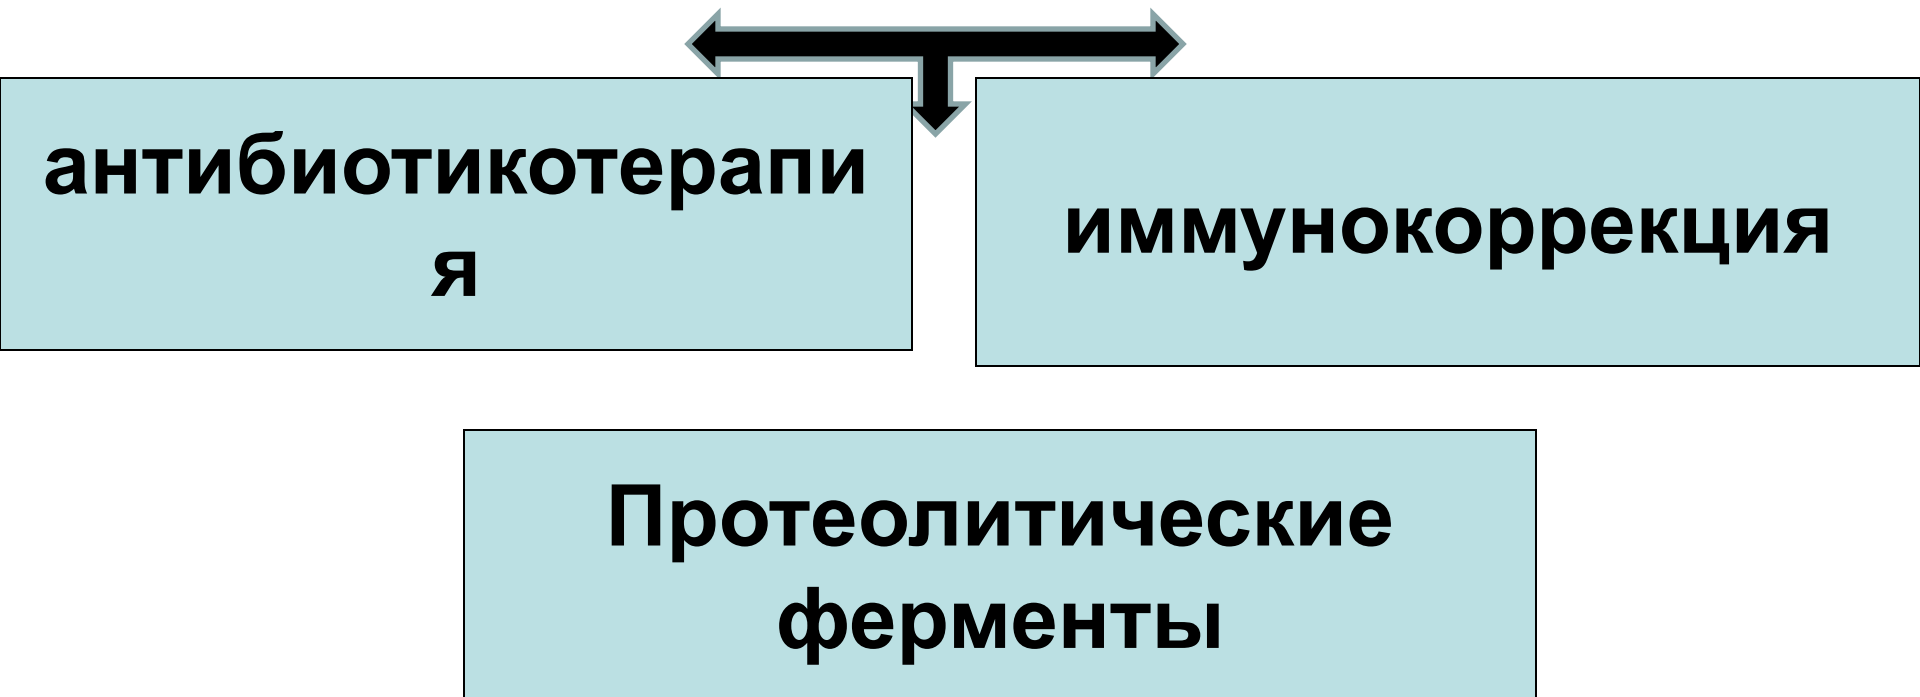 антибиотикотерапи
я
иммунокоррекция
Протеолитические
ферменты